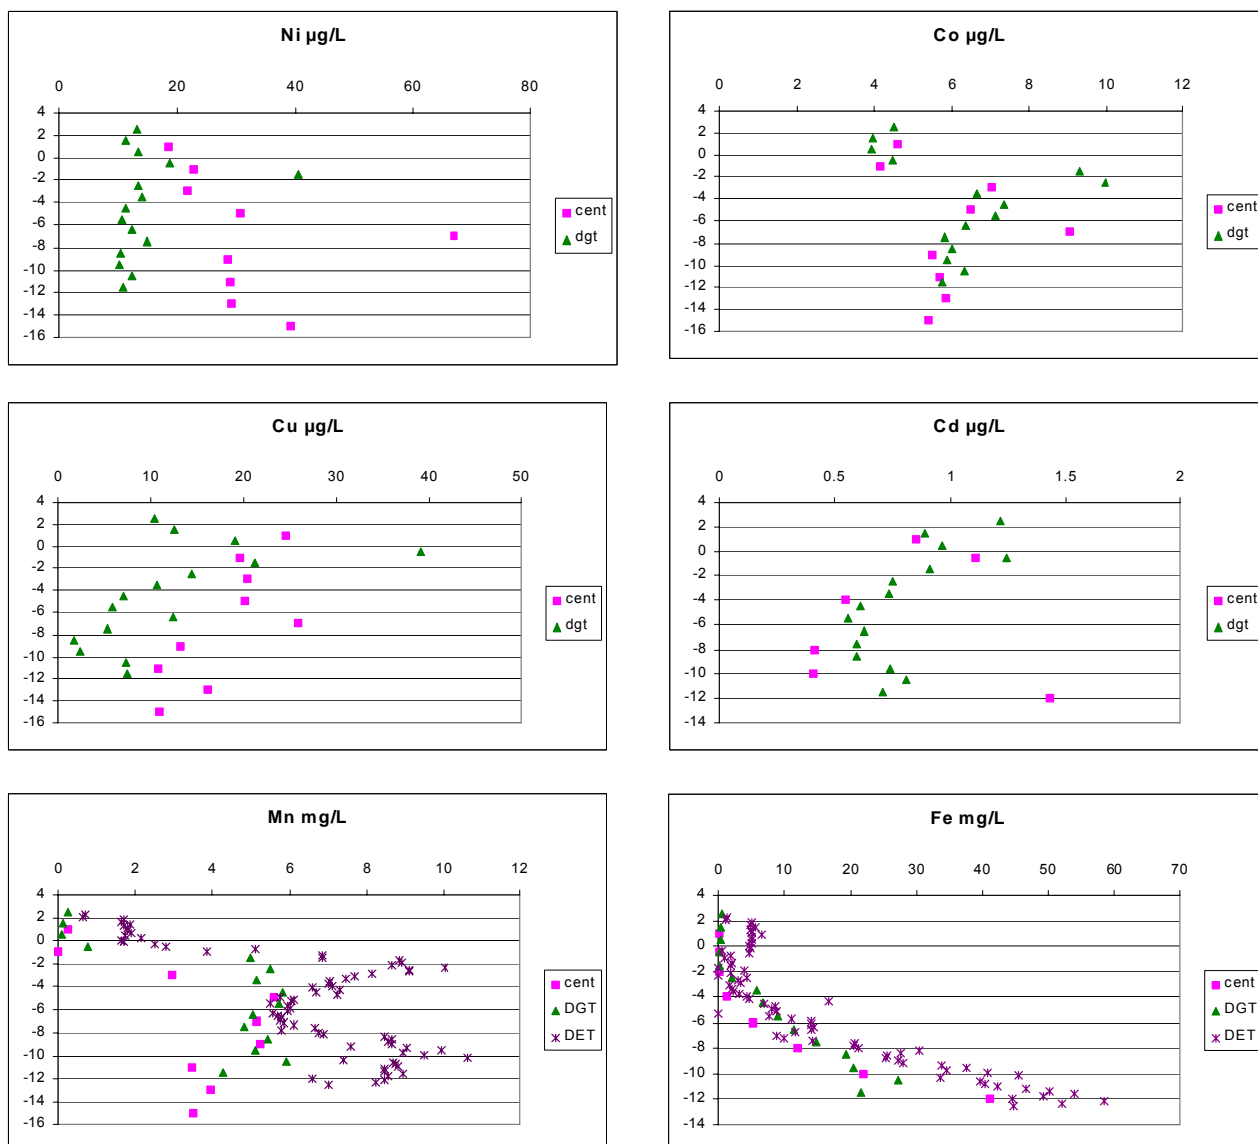 Ni µg/L
0 20 40 60 80
4
2
0
-2
-4
-6
-8
-10
-12
-14
-16
cent
dgt
Co µg/L
0 2 4 6 8 10 12
4
2
0
-2
-4
-6
-8
-10
-12
-14
-16
cent
dgt
Cu µg/L
0 10 20 30 40 50
4
2
0
-2
-4
-6
-8
-10
-12
-14
-16
cent
dgt
Cd µg/L
0 0.5 1 1.5 2
4
2
0
-2
-4
-6
-8
-10
-12
-14
cent
dgt
Mn mg/L
0 2 4 6 8 10 12
4
2
0
-2
-4
-6
-8
-10
-12
-14
-16
cent
DGT
DET
Fe mg/L
0 10 20 30 40 50 60 70
4
2
0
-2
-4
-6
-8
-10
-12
-14
cent
DGT
DET